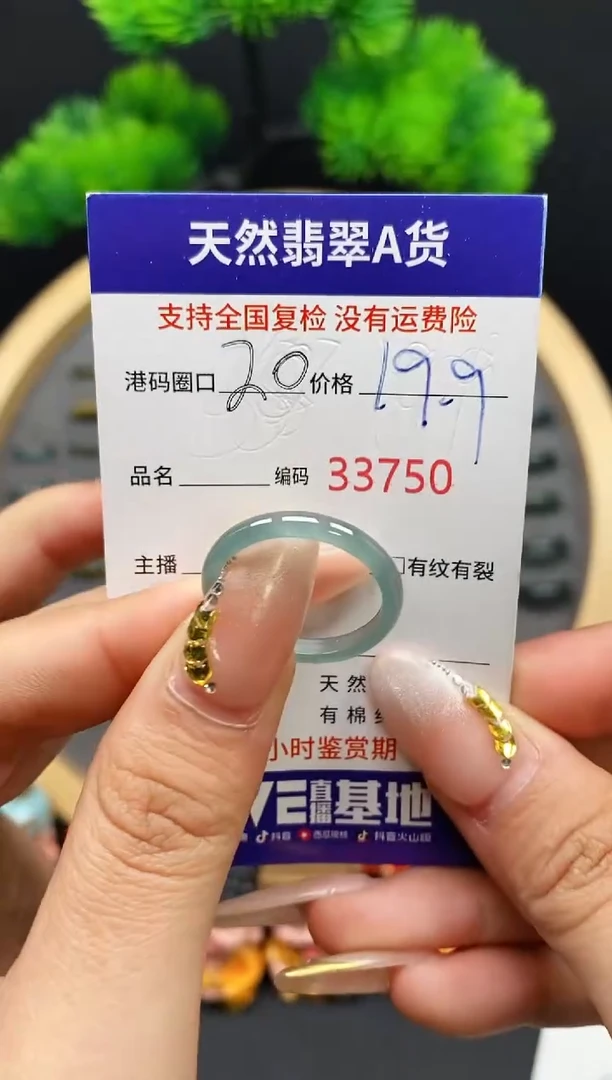 天然翡翠A货
支持全国复检 没有运费险
港码圈口 20 价格 19.9
品名 编码 33750
主播 □有纹有裂
天然
有棉
小时鉴赏期
直播基地
抖音 西瓜视频 抖音火山版